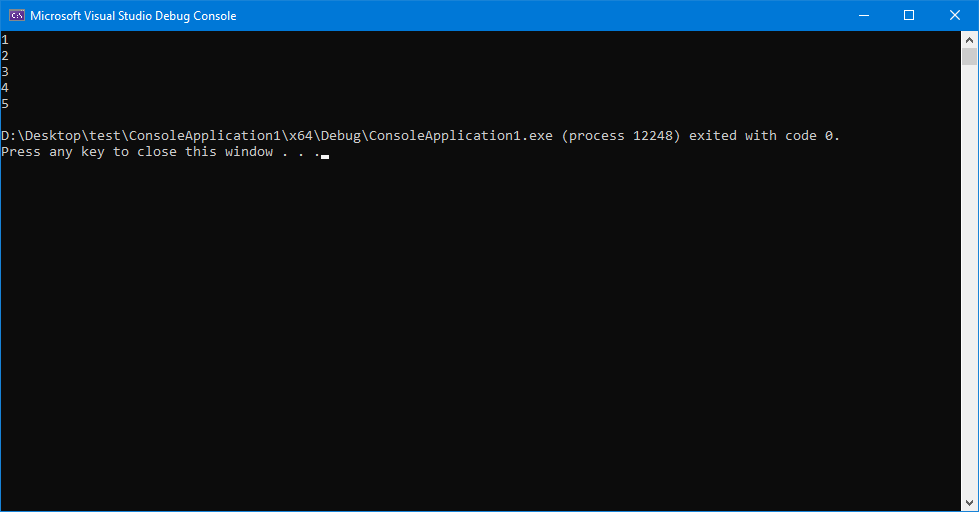 Microsoft Visual Studio Debug Console
1
2
3
4
5
D:\Desktop\test\ConsoleApplication1\x64\Debug\ConsoleApplication1.exe (process 12248) exited with code 0.
Press any key to close this window . . .